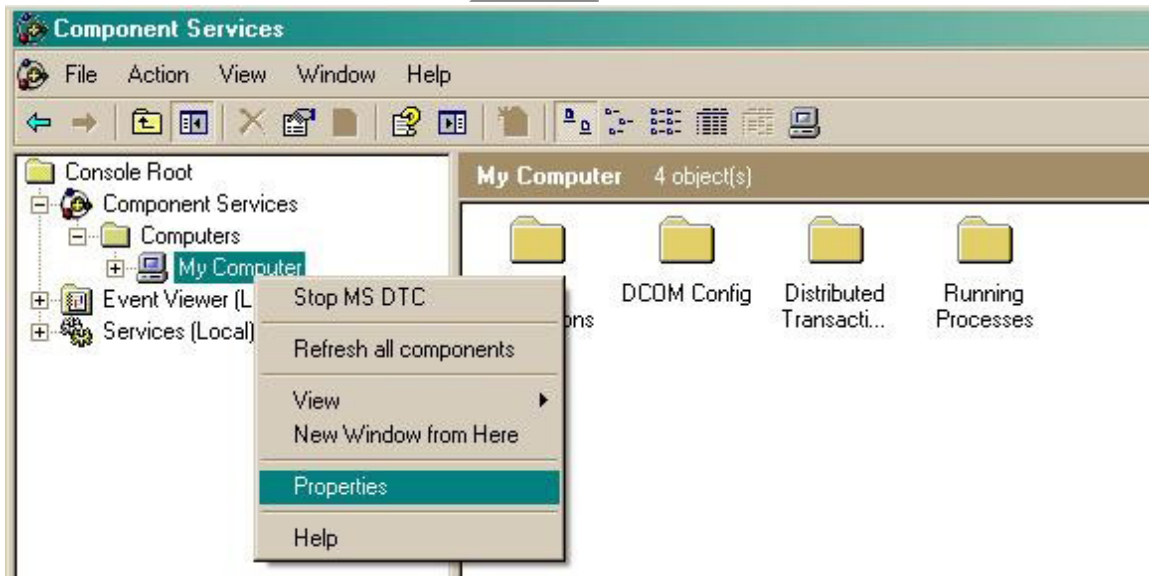 Component Services
File Action View Window Help
Console Root
Component Services
Computers
My Computer
Event Viewer (L
Services (Local)
My Computer 4 object(s)
ons
DCOM Config
Distributed
Transacti...
Running
Processes
Stop MS DTC
Refresh all components
View
New Window from Here
Properties
Help